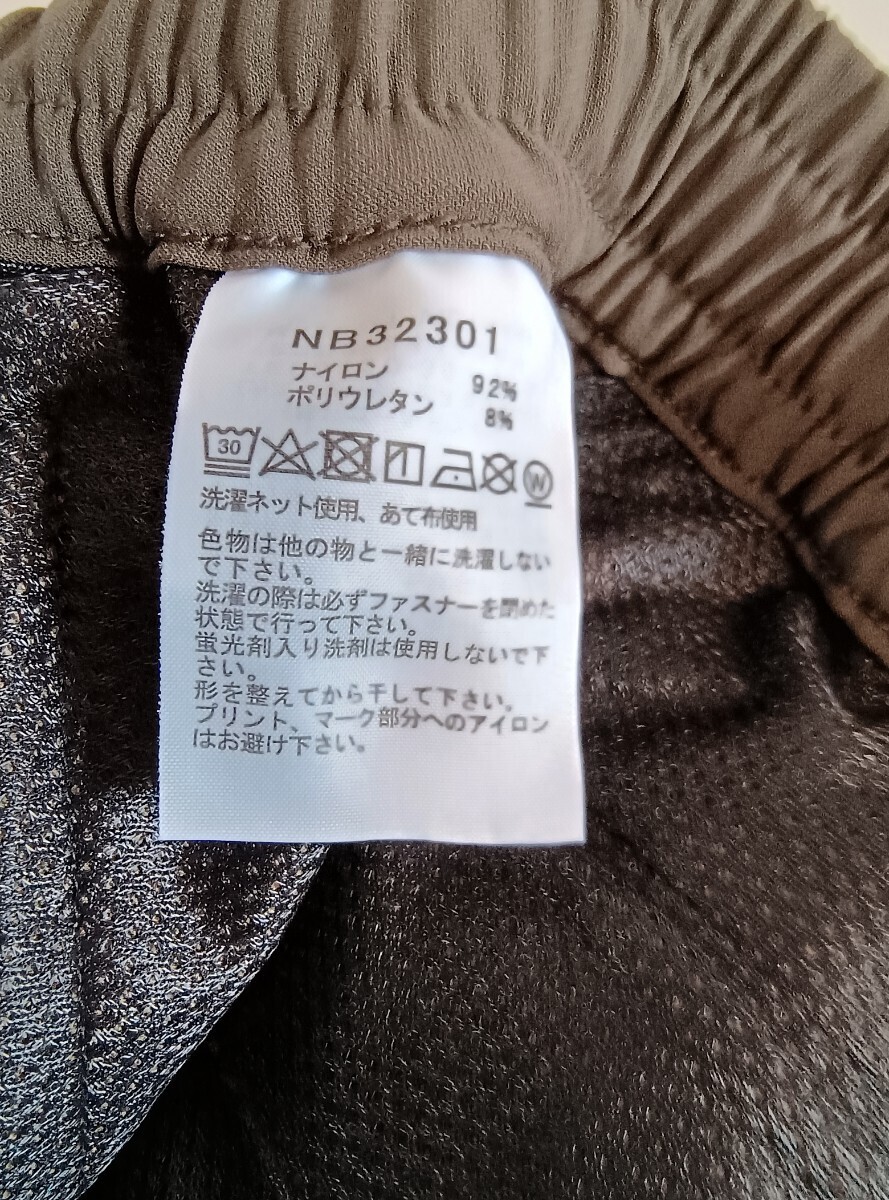 NB32301
ナイロン 92%
ポリウレタン 8%
30 W
洗濯ネット使用、あて布使用
色物は他の物と一緒に洗濯しない
で下さい。
洗濯の際は必ずファスナーを閉めた
状態で行って下さい。
蛍光剤入り洗剤は使用しないで下
さい。
形を整えてから干して下さい。
プリント、マーク部分へのアイロン
はお避け下さい。